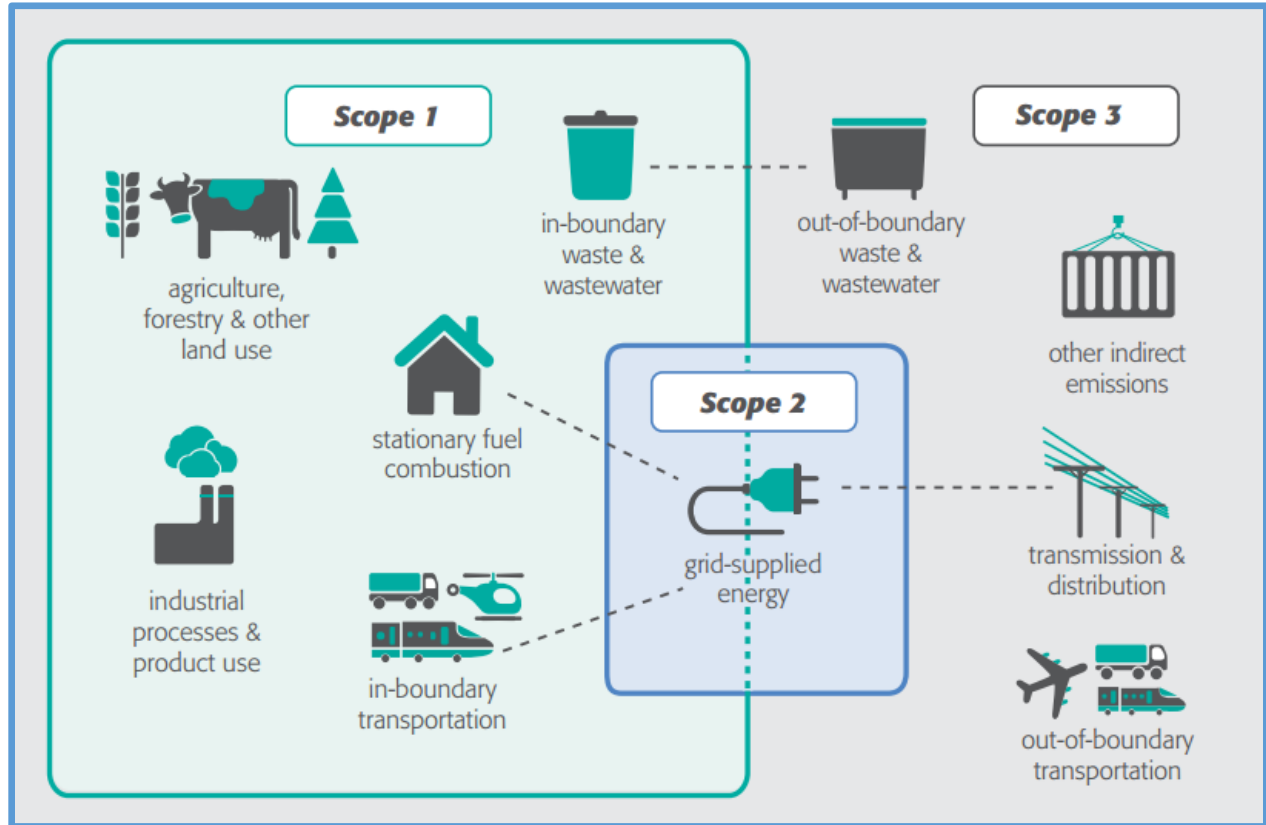 Scope 1
Scope 3
in-boundary
waste &
wastewater
out-of-boundary
waste &
wastewater
agriculture,
forestry & other
land use
other indirect
emissions
stationary fuel
combustion
Scope 2
grid-supplied
energy
transmission &
distribution
industrial
processes &
product use
in-boundary
transportation
out-of-boundary
transportation